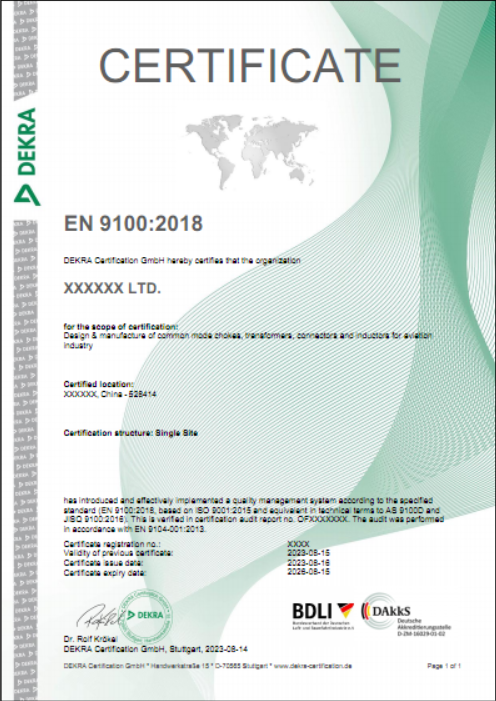 CERTIFICATE
DEKRA
EN 9100:2018
DEKRA Certification GmbH hereby certifies that the organization
XXXXXX LTD.
for the scope of certification:
Design & manufacture of common mode chokes, transformers, connectors and inductors for aviation
industry
Certified location:
XXXXXX, China - 528414
Certification structure: Single Site
has introduced and effectively implemented a quality management system according to the specified
standard (EN 9100:2018, based on ISO 9001:2015 and equivalent in technical terms to AS 9100D and
JISQ 9100:2016). This is verified in certification audit report no. OFXXXXXXX. The audit was performed
in accordance with EN 9104-001:2013.
Certificate registration no.: XXXX
Validity of previous certificate: 2023-08-15
Certificate issue date: 2023-08-16
Certificate expiry date: 2026-08-15
DEKRA
BDLI
Bundesverband der Deutschen
Luft- und Raumfahrtindustrie e.V.
DAkkS
Deutsche
Akkreditierungsstelle
D-ZM-16029-01-02
Dr. Rolf Krökel
DEKRA Certification GmbH, Stuttgart, 2023-08-14
DEKRA Certification GmbH * Handwerkstraße 15 * D-70565 Stuttgart * www.dekra-certification.de Page 1 of 1